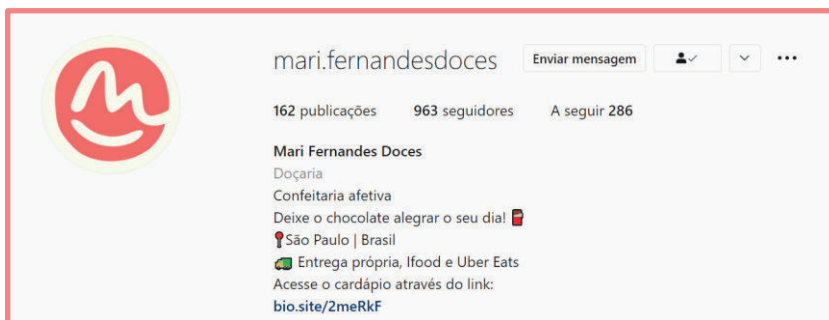 mari.fernandesdoces Enviar mensagem
162 publicações 963 seguidores A seguir 286
Mari Fernandes Doces
Doçaria
Confeitaria afetiva
Deixe o chocolate alegrar o seu dia!
São Paulo | Brasil
Entrega própria, Ifood e Uber Eats
Acesse o cardápio através do link:
bio.site/2meRkF